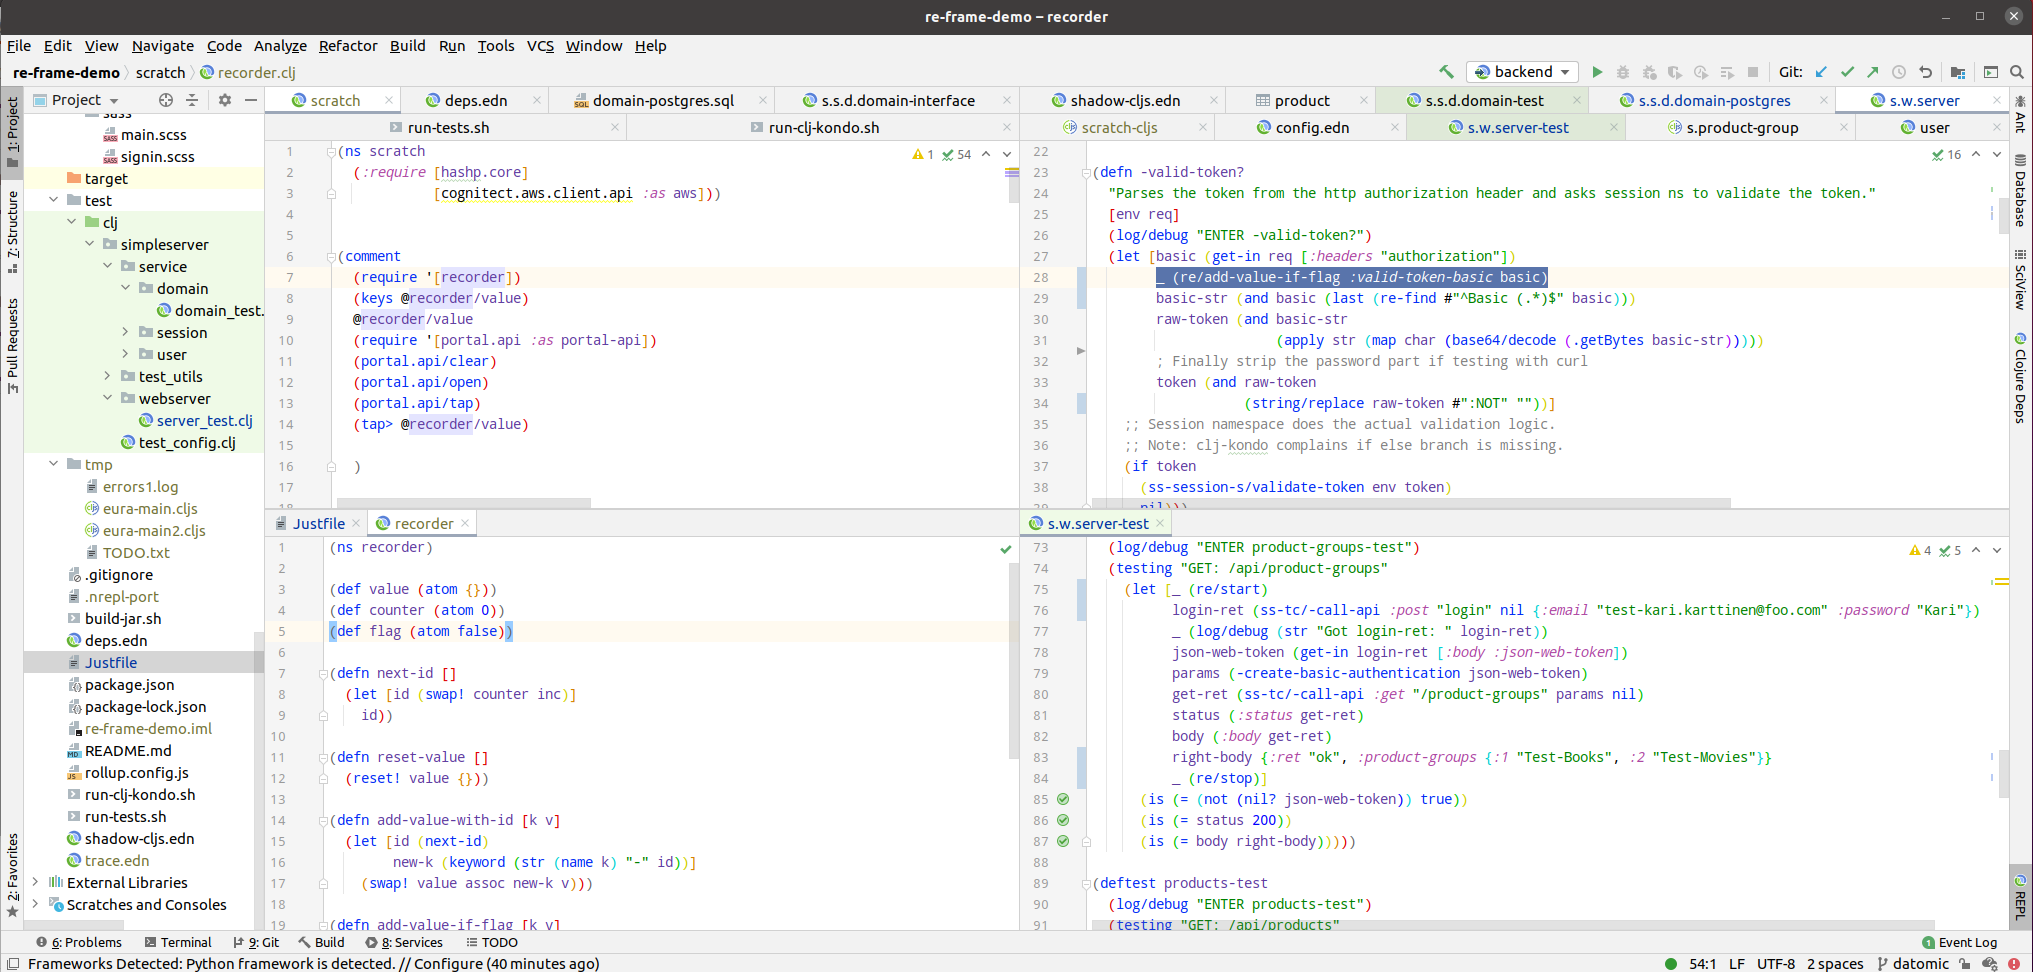 re-frame-demo – recorder
File Edit View Navigate Code Analyze Refactor Build Run Tools VCS Window Help
re-frame-demo scratch recorder.clj
backend
Git:
1: Project
7: Structure
Pull Requests
2: Favorites
Project
sass
main.scss
signin.scss
target
test
clj
simpleserver
service
domain
domain_test.
session
user
test_utils
webserver
server_test.clj
test_config.clj
tmp
errors1.log
eura-main.cljs
eura-main2.cljs
TODO.txt
.gitignore
.nrepl-port
build-jar.sh
deps.edn
Justfile
package.json
package-lock.json
re-frame-demo.iml
README.md
rollup.config.js
run-clj-kondo.sh
run-tests.sh
shadow-cljs.edn
trace.edn
External Libraries
Scratches and Consoles
scratch deps.edn domain-postgres.sql s.s.d.domain-interface
run-tests.sh run-clj-kondo.sh
1 54
1 (ns scratch
2 (:require [hashp.core]
3 [cognitect.aws.client.api :as aws]))
4
5
6 (comment
7 (require '[recorder])
8 (keys @recorder/value)
9 @recorder/value
10 (require '[portal.api :as portal-api])
11 (portal.api/clear)
12 (portal.api/open)
13 (portal.api/tap)
14 (tap> @recorder/value)
15
16 )
17
18
shadow-cljs.edn product s.s.d.domain-test s.s.d.domain-postgres s.w.server
scratch-cljs config.edn s.w.server-test s.product-group user
16
22
23 (defn -valid-token?
24 "Parses the token from the http authorization header and asks session ns to validate the token."
25 [env req]
26 (log/debug "ENTER -valid-token?")
27 (let [basic (get-in req [:headers "authorization"])
28 _ (re/add-value-if-flag :valid-token-basic basic)
29 basic-str (and basic (last (re-find #"^Basic (.*)$" basic)))
30 raw-token (and basic-str
31 (apply str (map char (base64/decode (.getBytes basic-str)))))
32 ; Finally strip the password part if testing with curl
33 token (and raw-token
34 (string/replace raw-token #":NOT" ""))]
35 ;; Session namespace does the actual validation logic.
36 ;; Note: clj-kondo complains if else branch is missing.
37 (if token
38 (ss-session-s/validate-token env token)
39 nil)))
Justfile recorder
1 (ns recorder)
2
3 (def value (atom {}))
4 (def counter (atom 0))
5 (def flag (atom false))
6
7 (defn next-id []
8 (let [id (swap! counter inc)]
9 id))
10
11 (defn reset-value []
12 (reset! value {}))
13
14 (defn add-value-with-id [k v]
15 (let [id (next-id)
16 new-k (keyword (str (name k) "-" id))]
17 (swap! value assoc new-k v)))
18
19 (defn add-value-if-flag [k v]
s.w.server-test
4 5
73 (log/debug "ENTER product-groups-test")
74 (testing "GET: /api/product-groups"
75 (let [_ (re/start)
76 login-ret (ss-tc/-call-api :post "login" nil {:email "test-kari.karttinen@foo.com" :password "Kari"})
77 _ (log/debug (str "Got login-ret: " login-ret))
78 json-web-token (get-in login-ret [:body :json-web-token])
79 params (-create-basic-authentication json-web-token)
80 get-ret (ss-tc/-call-api :get "/product-groups" params nil)
81 status (:status get-ret)
82 body (:body get-ret)
83 right-body {:ret "ok", :product-groups {:1 "Test-Books", :2 "Test-Movies"}}
84 _ (re/stop)]
85 (is (= (not (nil? json-web-token)) true))
86 (is (= status 200))
87 (is (= body right-body)))))
88
89 (deftest products-test
90 (log/debug "ENTER products-test")
91 (testing "GET: /api/products"
Ant
Database
SciView
Clojure Deps
REPL
6: Problems Terminal 9: Git Build 8: Services TODO
1 Event Log
Frameworks Detected: Python framework is detected. // Configure (40 minutes ago)
54:1 LF UTF-8 2 spaces datomic